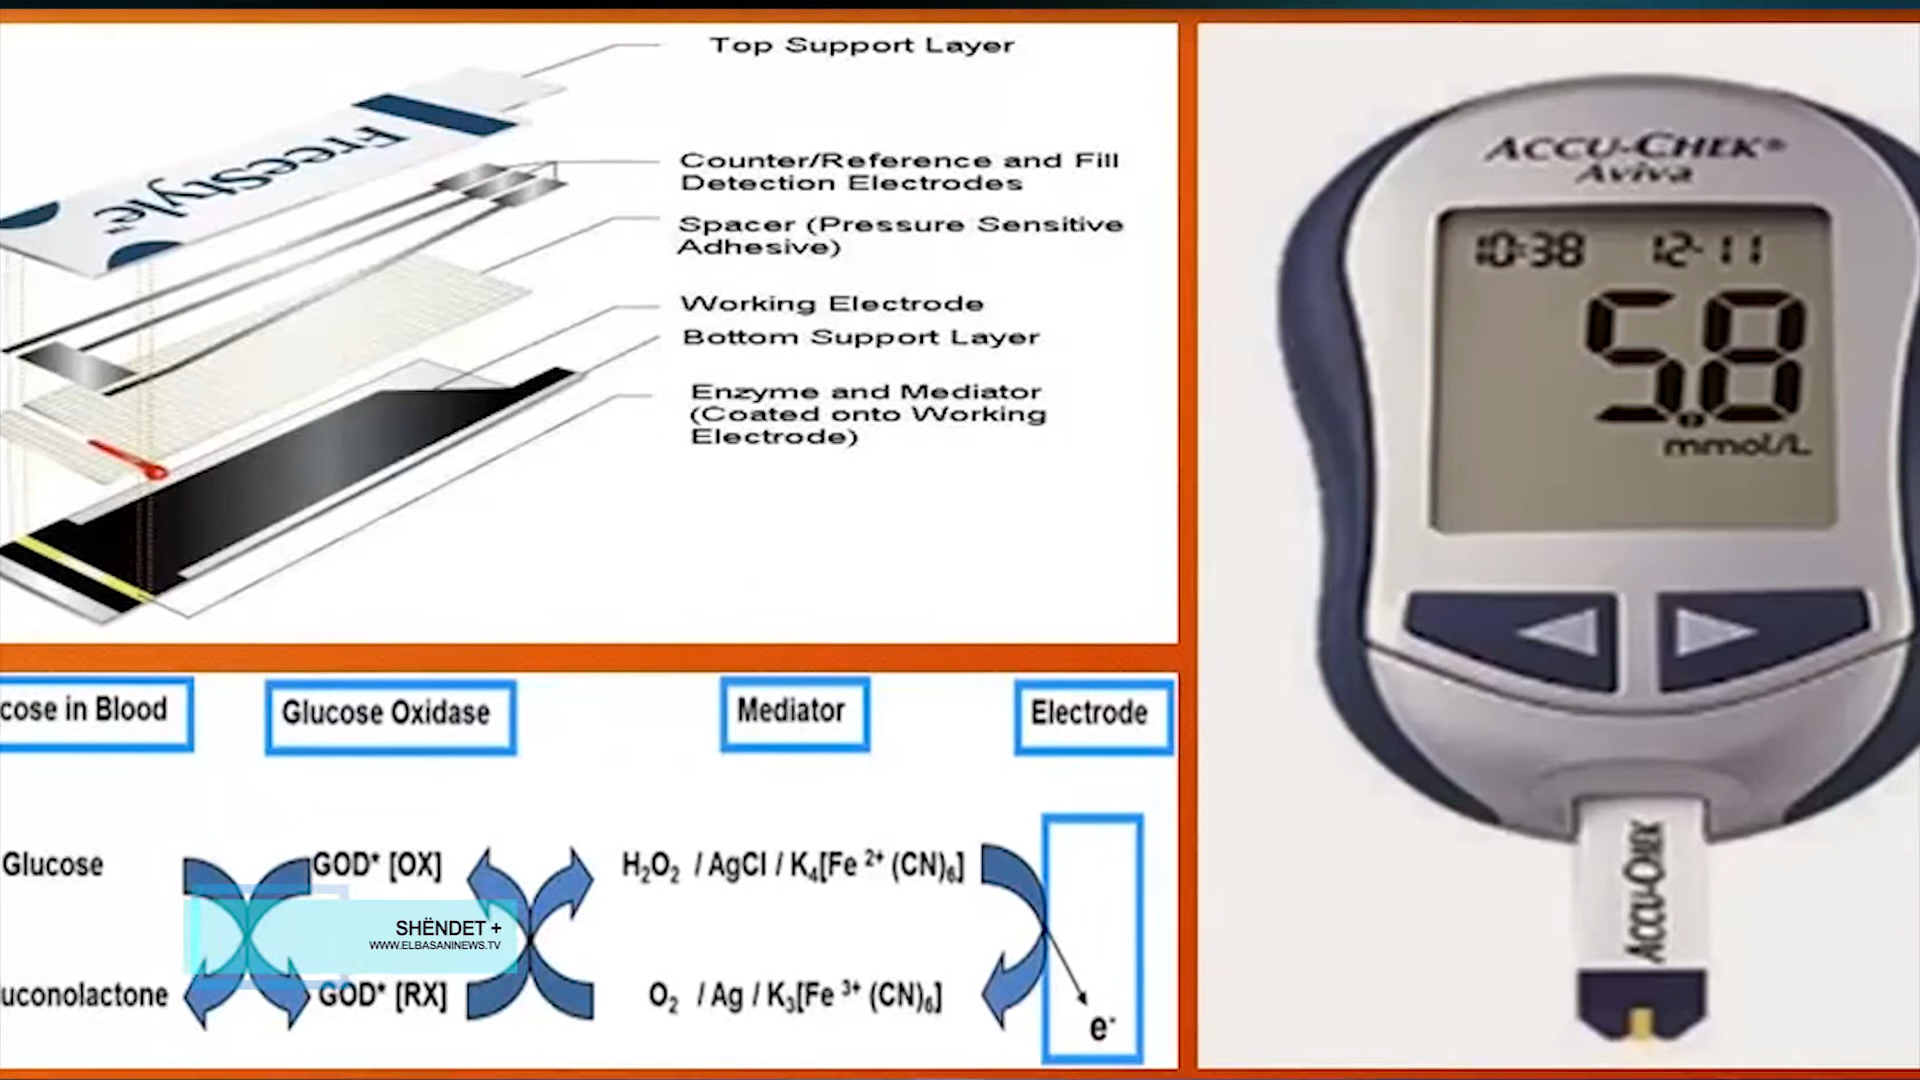 Top Support Layer
FreeStyle™
Counter/Reference and Fill
Detection Electrodes
Spacer (Pressure Sensitive
Adhesive)
Working Electrode
Bottom Support Layer
Enzyme and Mediator
(Coated onto Working
Electrode)
ACCU-CHEK®
Aviva
10:38 12-11
5.8
mmol/L
ACCU-CHEK
cose in Blood
Glucose Oxidase
Mediator
Electrode
Glucose
GOD* [OX]
H₂O₂ / AgCl / K₄[Fe ²⁺ (CN)₆]
SHËNDET +
WWW.ELBASANINEWS.TV
uconolactone
GOD* [RX]
O₂ / Ag / K₃[Fe ³⁺ (CN)₆]
e⁻